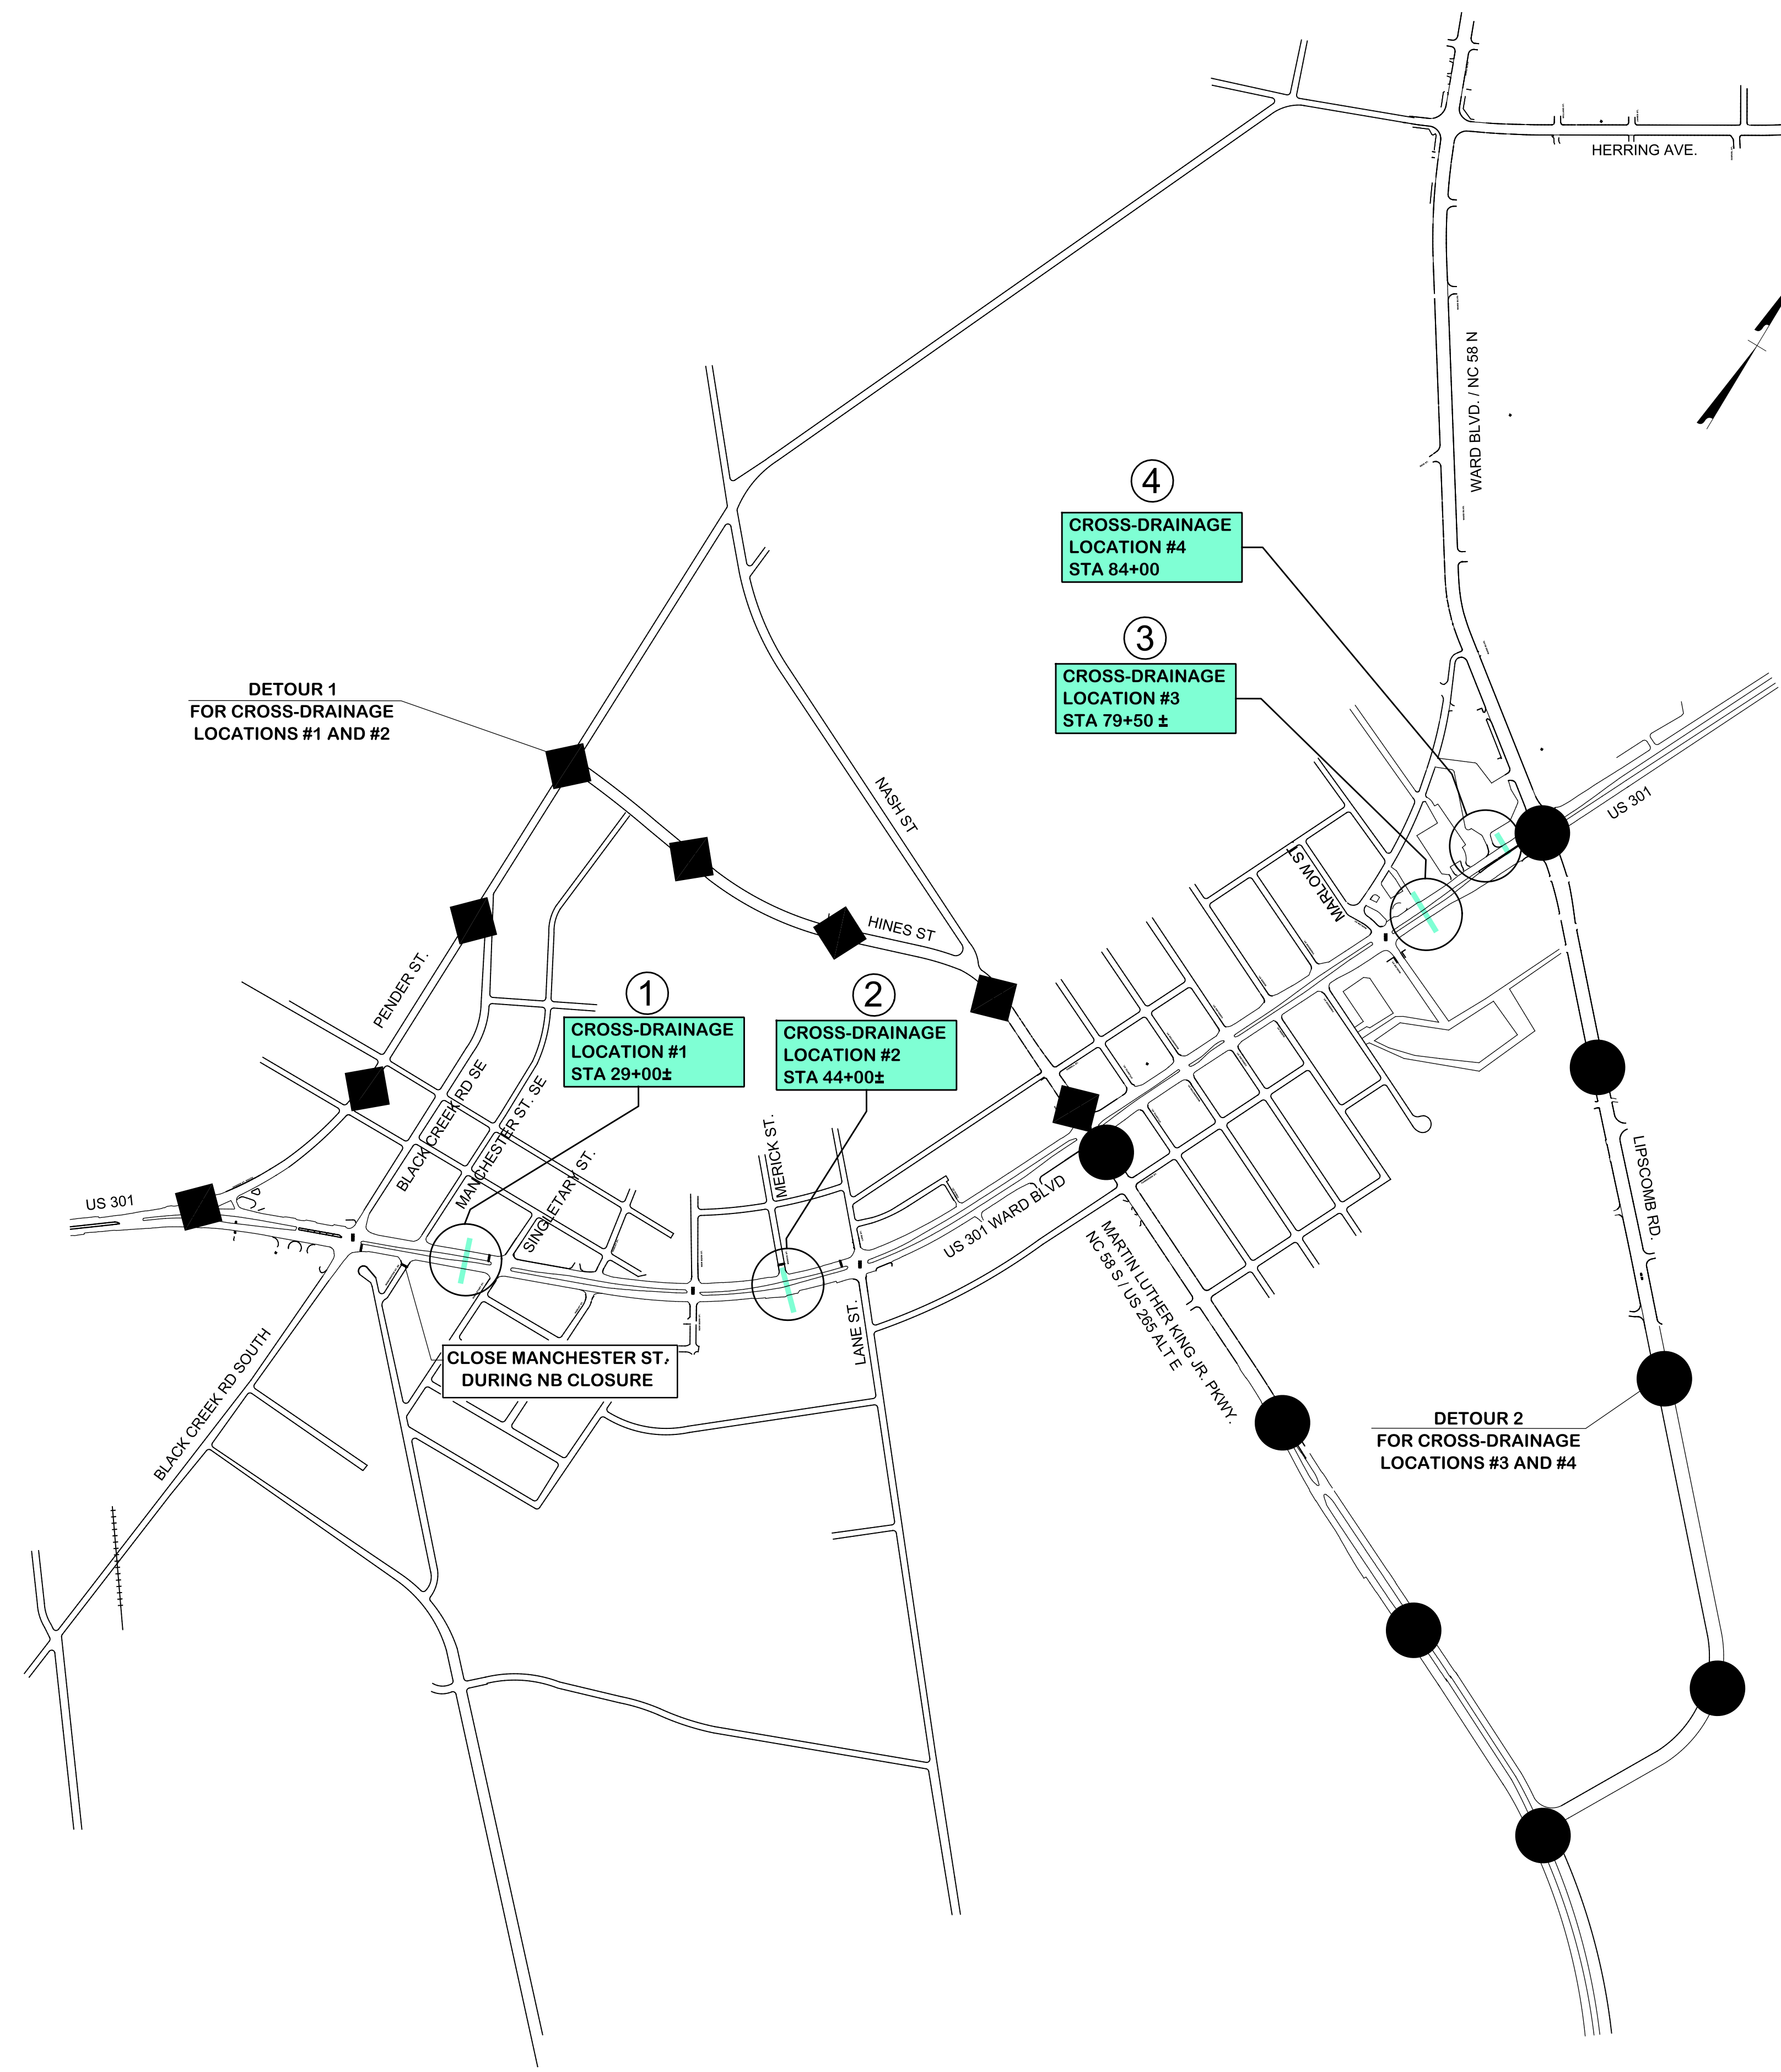 HERRING AVE.
WARD BLVD. / NC 58 N
4
CROSS-DRAINAGE
LOCATION #4
STA 84+00
3
CROSS-DRAINAGE
LOCATION #3
STA 79+50 ±
DETOUR 1
FOR CROSS-DRAINAGE
LOCATIONS #1 AND #2
NASH ST
US 301
MARLOW ST
HINES ST
PENDER ST.
1
CROSS-DRAINAGE
LOCATION #1
STA 29+00±
2
CROSS-DRAINAGE
LOCATION #2
STA 44+00±
BLACK CREEK RD SE
MANCHESTER ST. SE
SINGLETARY ST.
MERICK ST.
US 301
US 301 WARD BLVD
LIPSCOMB RD.
MARTIN LUTHER KING JR. PKWY.
NC 58 S / US 265 ALT E
LANE ST.
CLOSE MANCHESTER ST.
DURING NB CLOSURE
BLACK CREEK RD SOUTH
DETOUR 2
FOR CROSS-DRAINAGE
LOCATIONS #3 AND #4